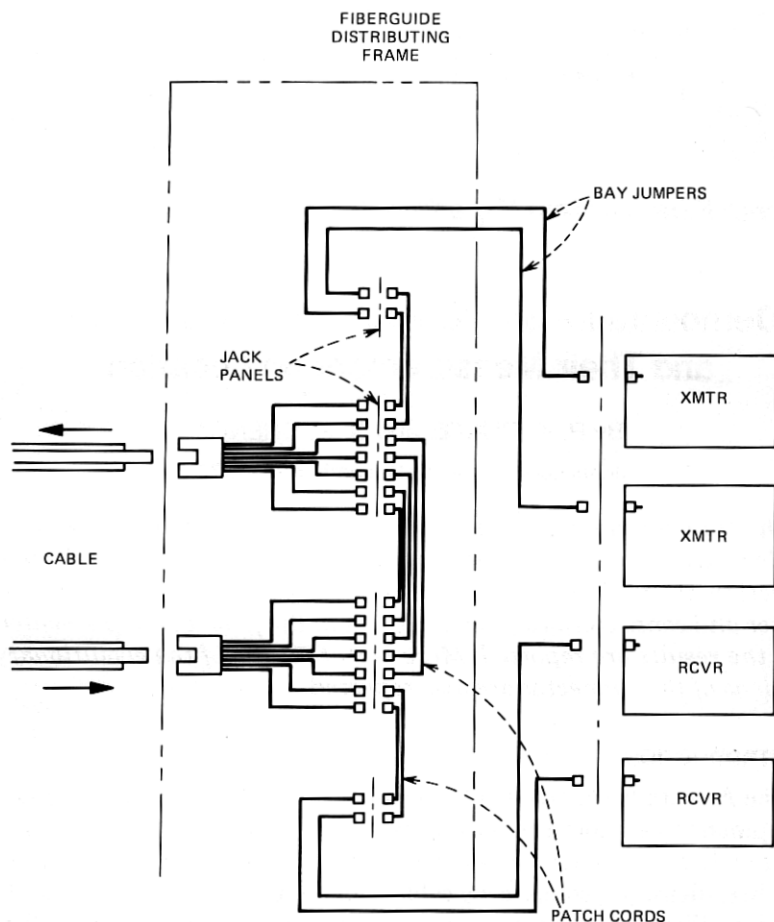 FIBERGUIDE
DISTRIBUTING
FRAME
BAY JUMPERS
JACK
PANELS
XMTR
XMTR
CABLE
RCVR
RCVR
PATCH CORDS